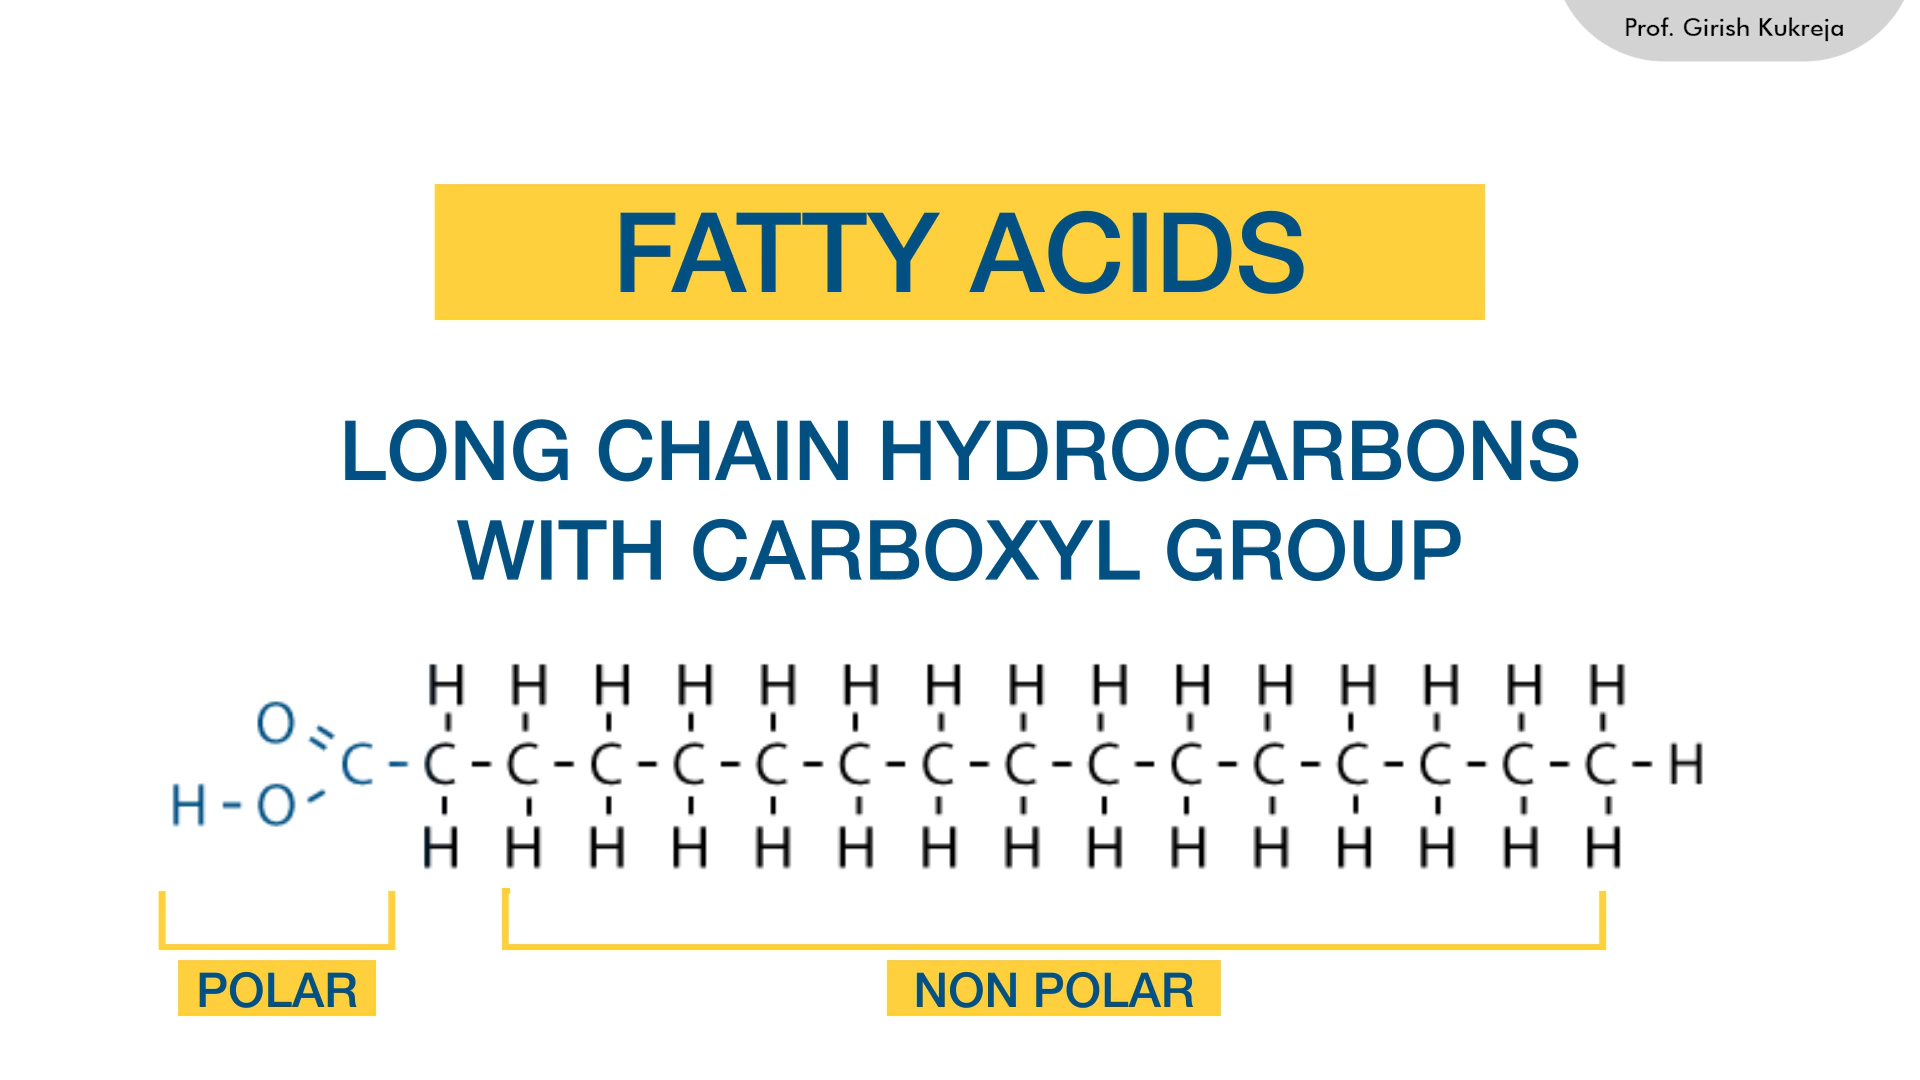 Prof. Girish Kukreja
FATTY ACIDS
LONG CHAIN HYDROCARBONS
WITH CARBOXYL GROUP
H H H H H H H H H H H H H H H
O
C - C - C - C - C - C - C - C - C - C - C - C - C - C - C - C - H
H - O
H H H H H H H H H H H H H H H
POLAR
NON POLAR